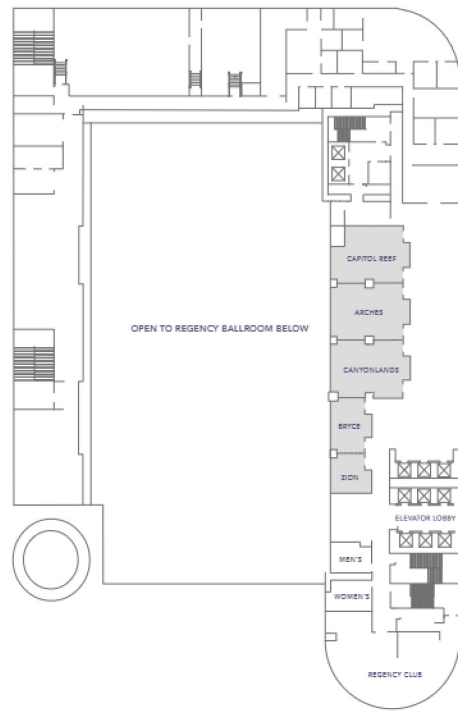 CAPITOL REEF
ARCHES
OPEN TO REGENCY BALLROOM BELOW
CANYONLANDS
BRYCE
ZION
ELEVATOR LOBBY
MEN'S
WOMEN'S
REGENCY CLUB